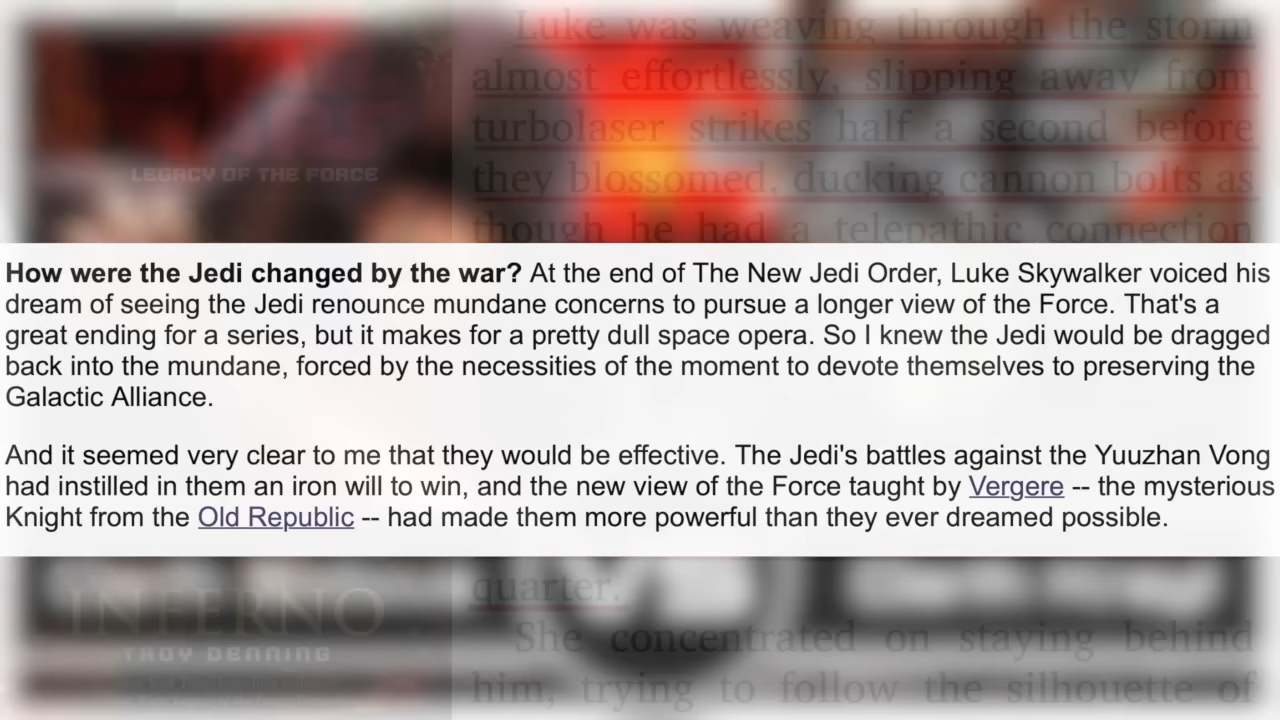 Luke was weaving through the storm
almost effortlessly, slipping away from
turbolaser strikes half a second before
they blossomed, ducking cannon bolts as
LEGACY OF THE FORCE
though he had a telepathic connection
How were the Jedi changed by the war? At the end of The New Jedi Order, Luke Skywalker voiced his
dream of seeing the Jedi renounce mundane concerns to pursue a longer view of the Force. That's a
great ending for a series, but it makes for a pretty dull space opera. So I knew the Jedi would be dragged
back into the mundane, forced by the necessities of the moment to devote themselves to preserving the
Galactic Alliance.
And it seemed very clear to me that they would be effective. The Jedi's battles against the Yuuzhan Vong
had instilled in them an iron will to win, and the new view of the Force taught by Vergere -- the mysterious
Knight from the Old Republic -- had made them more powerful than they ever dreamed possible.
quarter.
INFERNO
TROY DENNING
She concentrated on staying behind
him, trying to follow the silhouette of